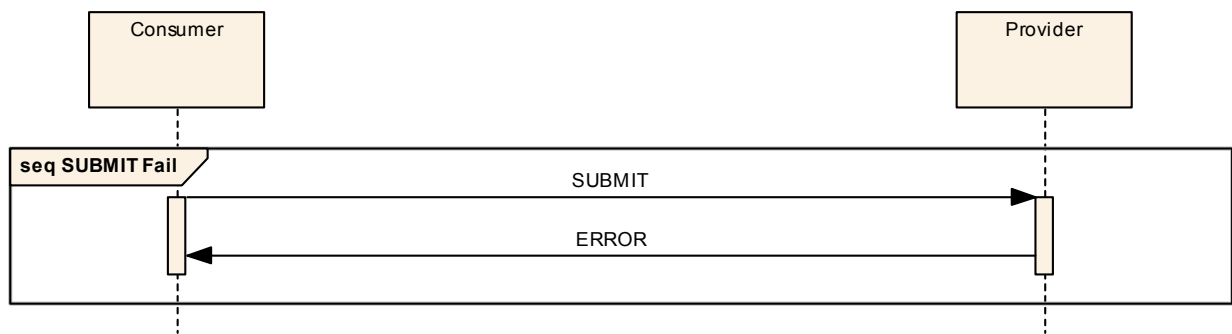 Consumer
Provider
seq SUBMIT Fail
SUBMIT
ERROR